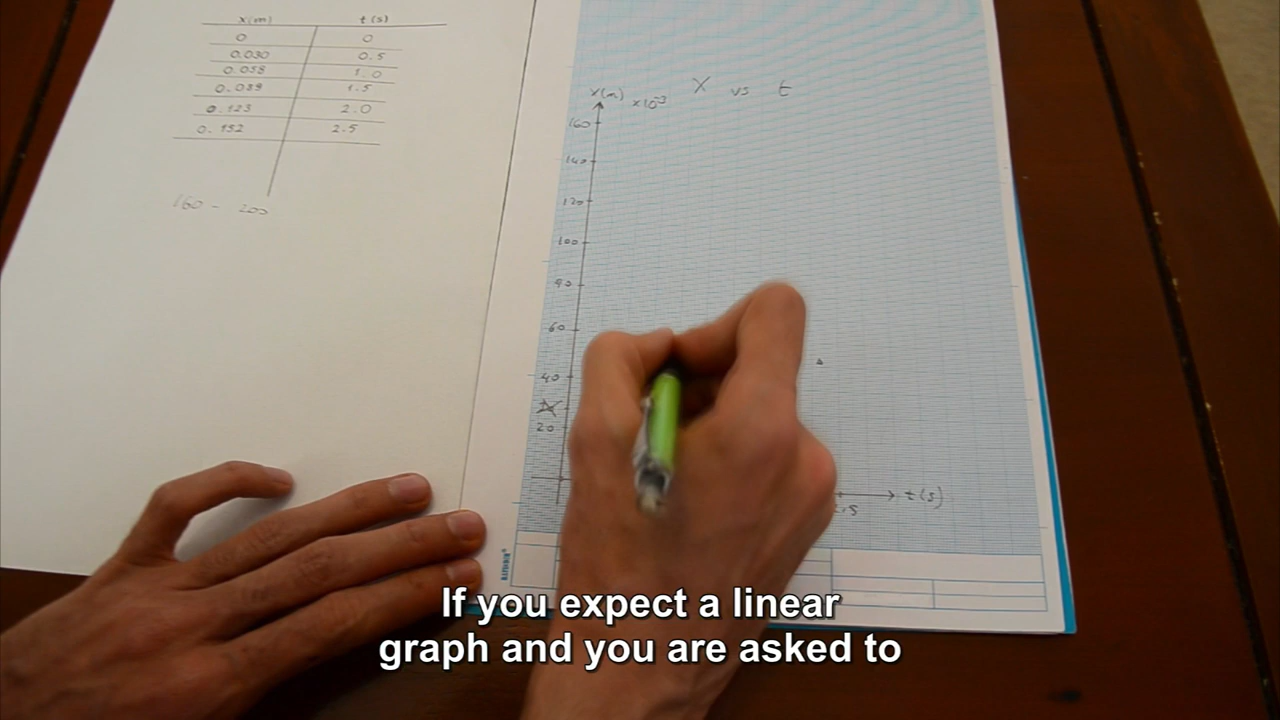 x(m) t(s)
0 0
0.030 0.5
0.058 1.0
0.089 1.5
0.123 2.0
0.152 2.5
160 - 200
X vs t
x(m) x10⁻³
160
140
120
100
80
60
40
20
t(s)
2.5
If you expect a linear
graph and you are asked to